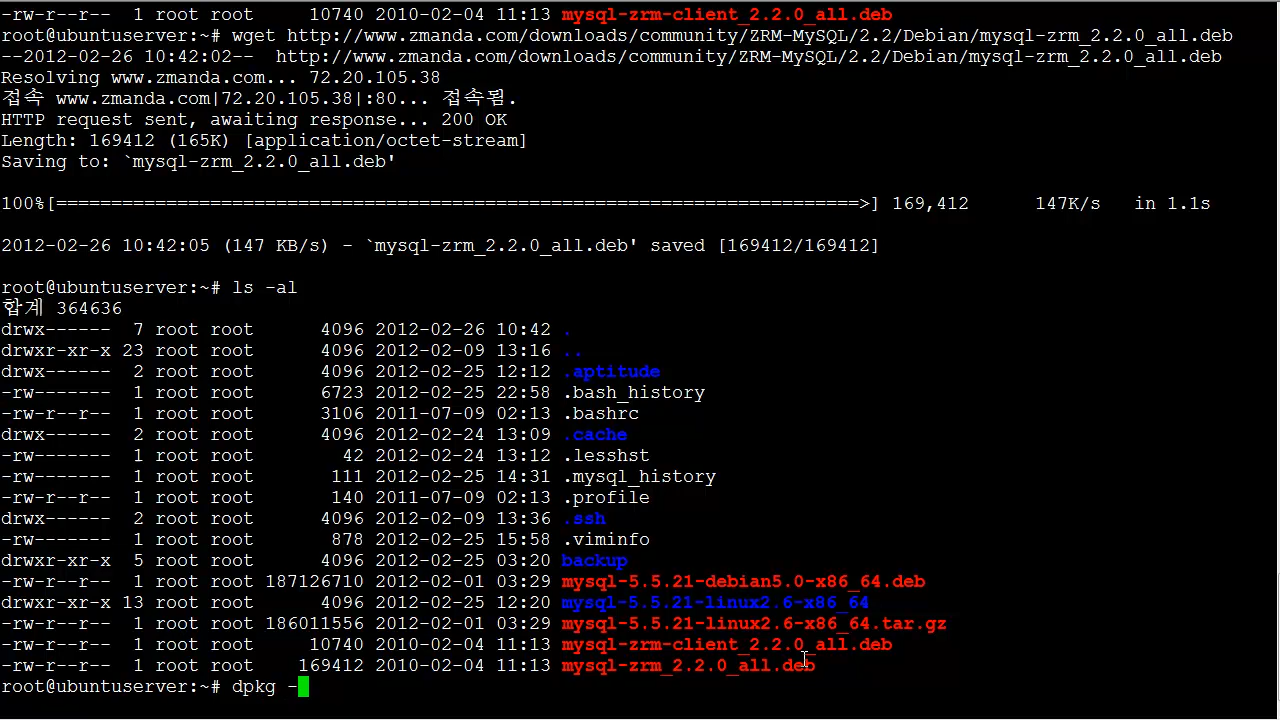 -rw-r--r-- 1 root root 10740 2010-02-04 11:13 mysql-zrm-client_2.2.0_all.deb
root@ubuntuserver:~# wget http://www.zmanda.com/downloads/community/ZRM-MySQL/2.2/Debian/mysql-zrm_2.2.0_all.deb
--2012-02-26 10:42:02-- http://www.zmanda.com/downloads/community/ZRM-MySQL/2.2/Debian/mysql-zrm_2.2.0_all.deb
Resolving www.zmanda.com... 72.20.105.38
접속 www.zmanda.com|72.20.105.38|:80... 접속됨.
HTTP request sent, awaiting response... 200 OK
Length: 169412 (165K) [application/octet-stream]
Saving to: `mysql-zrm_2.2.0_all.deb'
100%[==========================================================================>] 169,412 147K/s in 1.1s
2012-02-26 10:42:05 (147 KB/s) - `mysql-zrm_2.2.0_all.deb' saved [169412/169412]
root@ubuntuserver:~# ls -al
합계 364636
drwx------ 7 root root 4096 2012-02-26 10:42 .
drwxr-xr-x 23 root root 4096 2012-02-09 13:16 ..
drwx------ 2 root root 4096 2012-02-25 12:12 .aptitude
-rw------- 1 root root 6723 2012-02-25 22:58 .bash_history
-rw-r--r-- 1 root root 3106 2011-07-09 02:13 .bashrc
drwx------ 2 root root 4096 2012-02-24 13:09 .cache
-rw------- 1 root root 42 2012-02-24 13:12 .lesshst
-rw------- 1 root root 111 2012-02-25 14:31 .mysql_history
-rw-r--r-- 1 root root 140 2011-07-09 02:13 .profile
drwx------ 2 root root 4096 2012-02-09 13:36 .ssh
-rw------- 1 root root 878 2012-02-25 15:58 .viminfo
drwxr-xr-x 5 root root 4096 2012-02-25 03:20 backup
-rw-r--r-- 1 root root 187126710 2012-02-01 03:29 mysql-5.5.21-debian5.0-x86_64.deb
drwxr-xr-x 13 root root 4096 2012-02-25 12:20 mysql-5.5.21-linux2.6-x86_64
-rw-r--r-- 1 root root 186011556 2012-02-01 03:29 mysql-5.5.21-linux2.6-x86_64.tar.gz
-rw-r--r-- 1 root root 10740 2010-02-04 11:13 mysql-zrm-client_2.2.0_all.deb
-rw-r--r-- 1 root root 169412 2010-02-04 11:13 mysql-zrm_2.2.0_all.deb
root@ubuntuserver:~# dpkg -